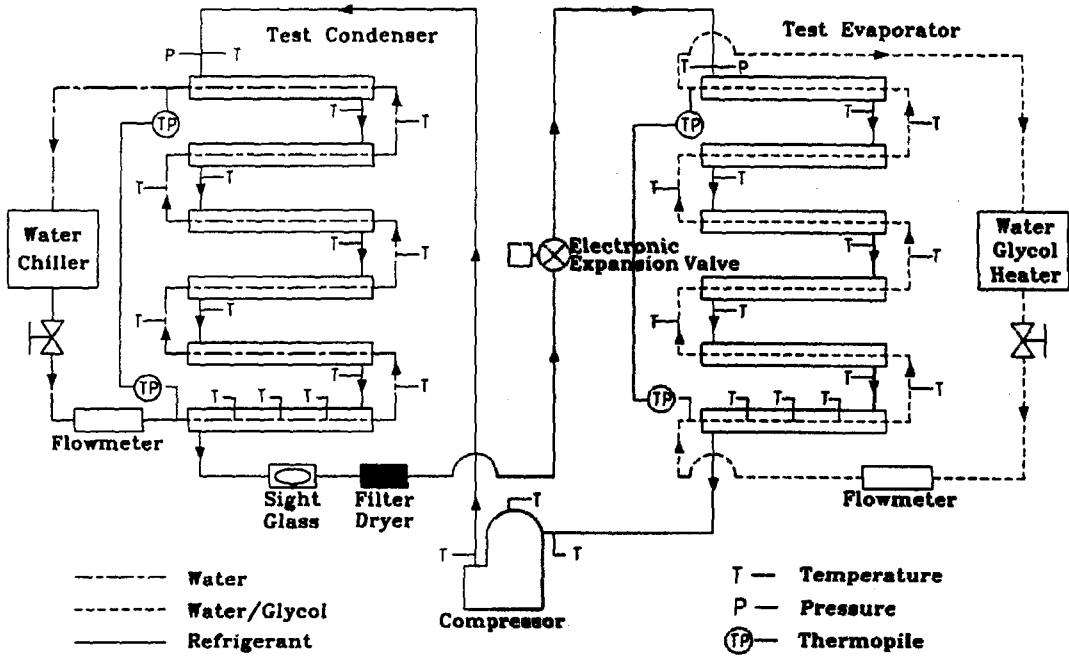 Test Condenser
Test Evaporator
P T
T P
TP
T
T
TP
T
T
T
T
T
T
T
T
Water
Chiller
T
T
Electronic
Expansion Valve
T
T
Water
Glycol
Heater
T
T
T
T
T
T
T
T
TP
T
T
T
T
TP
T
T
T
T
Flowmeter
Sight
Glass
Filter
Dryer
Flowmeter
T
T
T
Compressor
Water
Water/Glycol
Refrigerant
T — Temperature
P — Pressure
TP — Thermopile